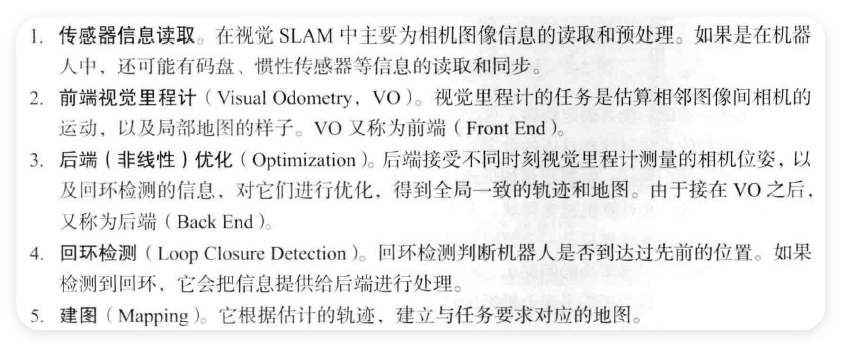 1. 传感器信息读取。在视觉 SLAM 中主要为相机图像信息的读取和预处理。如果是在机器
人中，还可能有码盘、惯性传感器等信息的读取和同步。
2. 前端视觉里程计（Visual Odometry，VO）。视觉里程计的任务是估算相邻图像间相机的
运动，以及局部地图的样子。VO 又称为前端（Front End）。
3. 后端（非线性）优化（Optimization）。后端接受不同时刻视觉里程计测量的相机位姿，以
及回环检测的信息，对它们进行优化，得到全局一致的轨迹和地图。由于接在 VO 之后，
又称为后端（Back End）。
4. 回环检测（Loop Closure Detection）。回环检测判断机器人是否到达过先前的位置。如果
检测到回环，它会把信息提供给后端进行处理。
5. 建图（Mapping）。它根据估计的轨迹，建立与任务要求对应的地图。